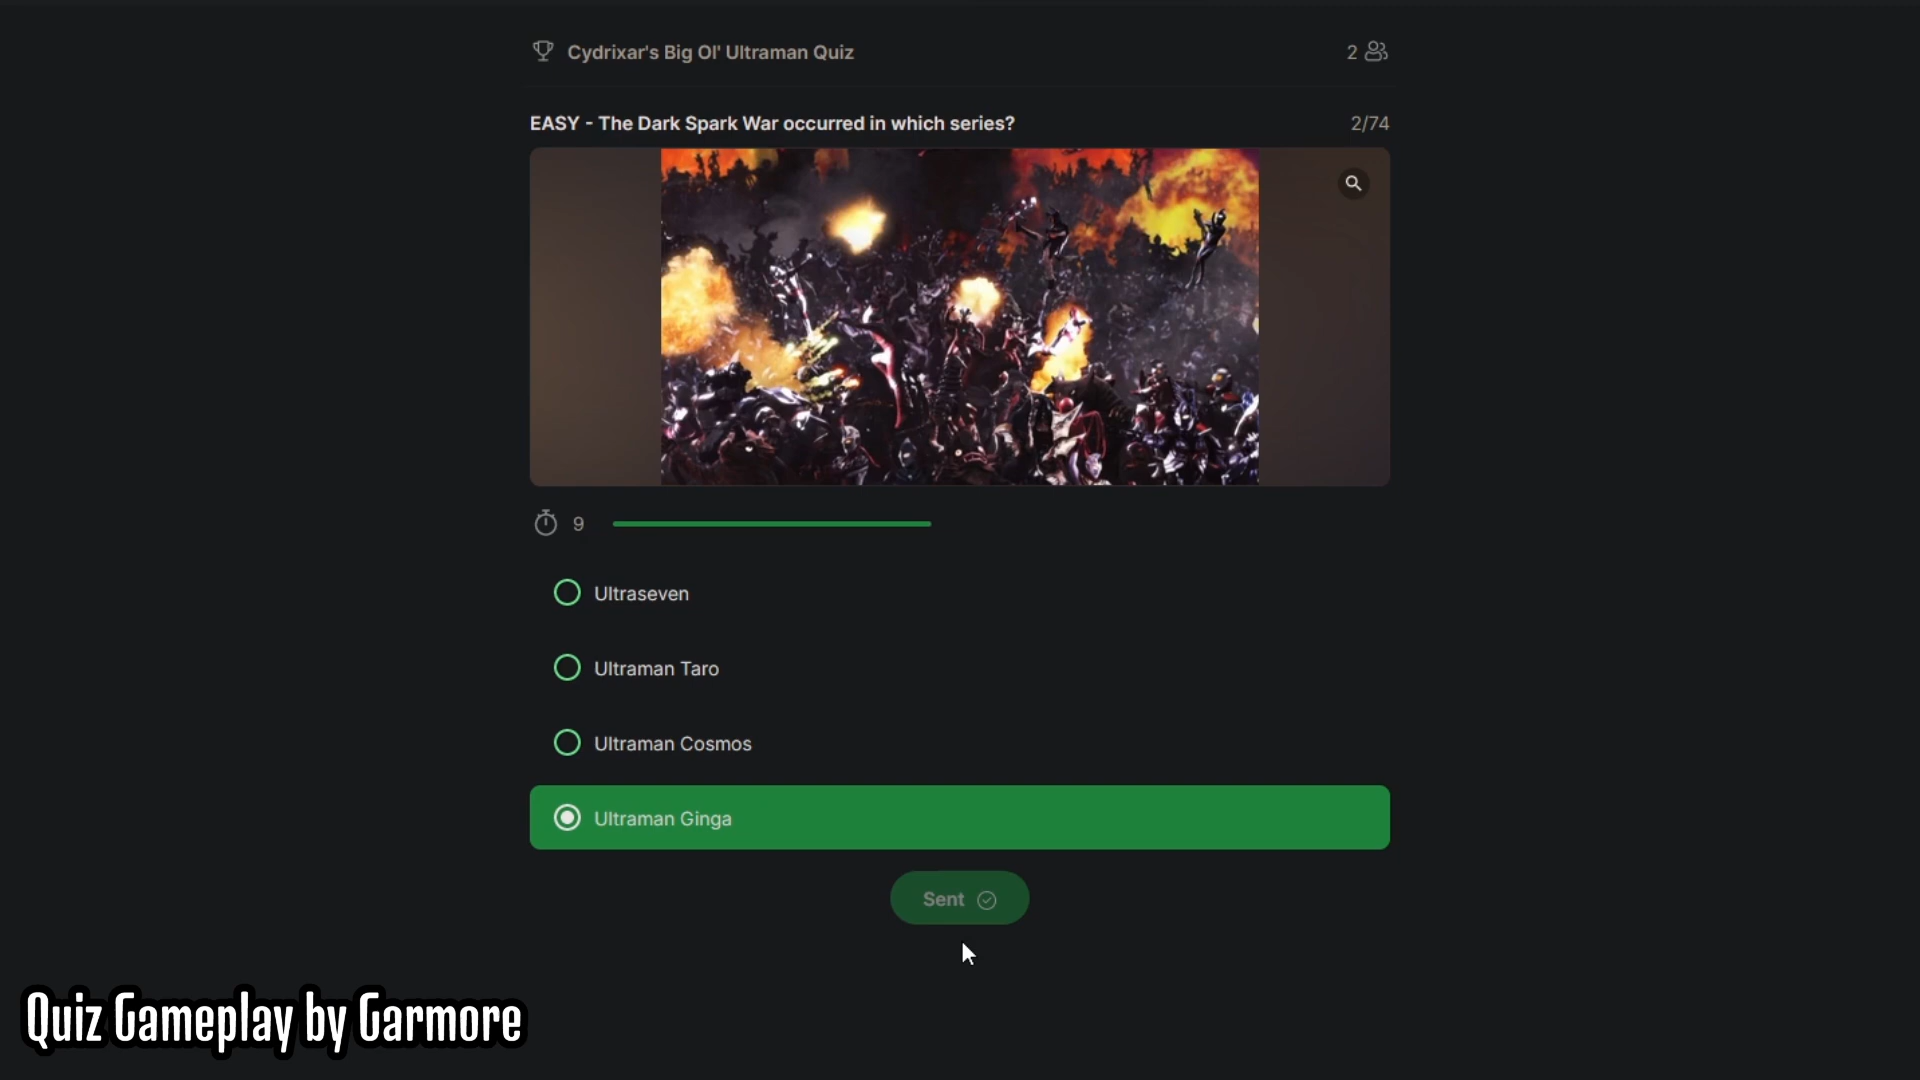 Cydrixar's Big Ol' Ultraman Quiz
2
EASY - The Dark Spark War occurred in which series?
2/74
9
Ultraseven
Ultraman Taro
Ultraman Cosmos
Ultraman Ginga
Sent
Quiz Gameplay by Garmore